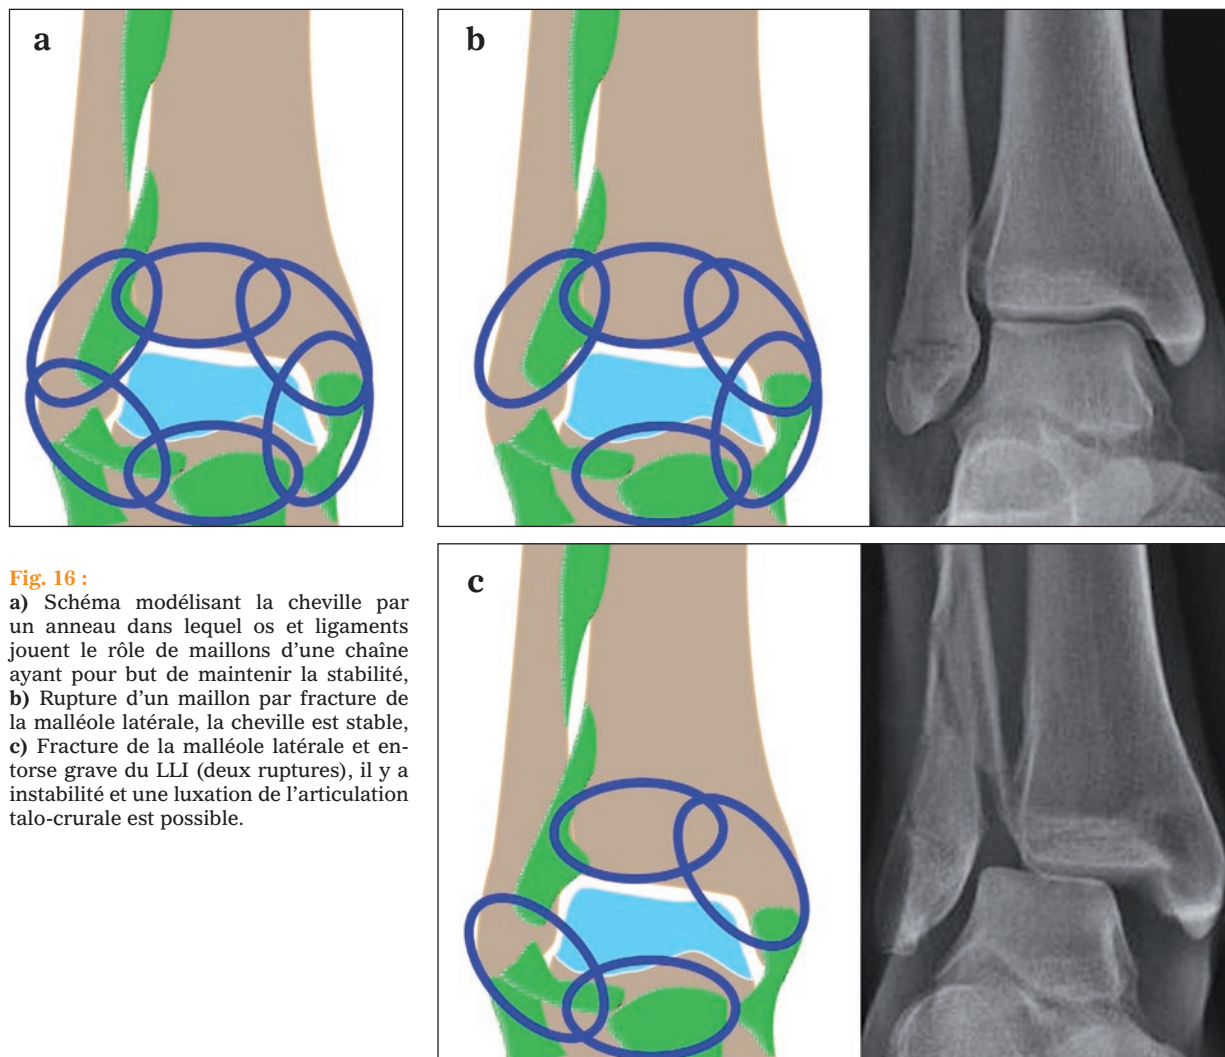 a
b
Fig. 16 :
a) Schéma modélisant la cheville par
un anneau dans lequel os et ligaments
jouent le rôle de maillons d'une chaîne
ayant pour but de maintenir la stabilité,
b) Rupture d'un maillon par fracture de
la malléole latérale, la cheville est stable,
c) Fracture de la malléole latérale et en-
torse grave du LLI (deux ruptures), il y a
instabilité et une luxation de l'articulation
talo-crurale est possible.
c